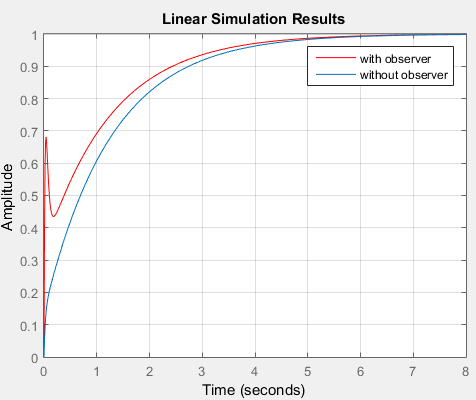 Linear Simulation Results
1
0.9
0.8
0.7
0.6
0.5
0.4
0.3
0.2
0.1
0
Amplitude
with observer
without observer
0 1 2 3 4 5 6 7 8
Time (seconds)